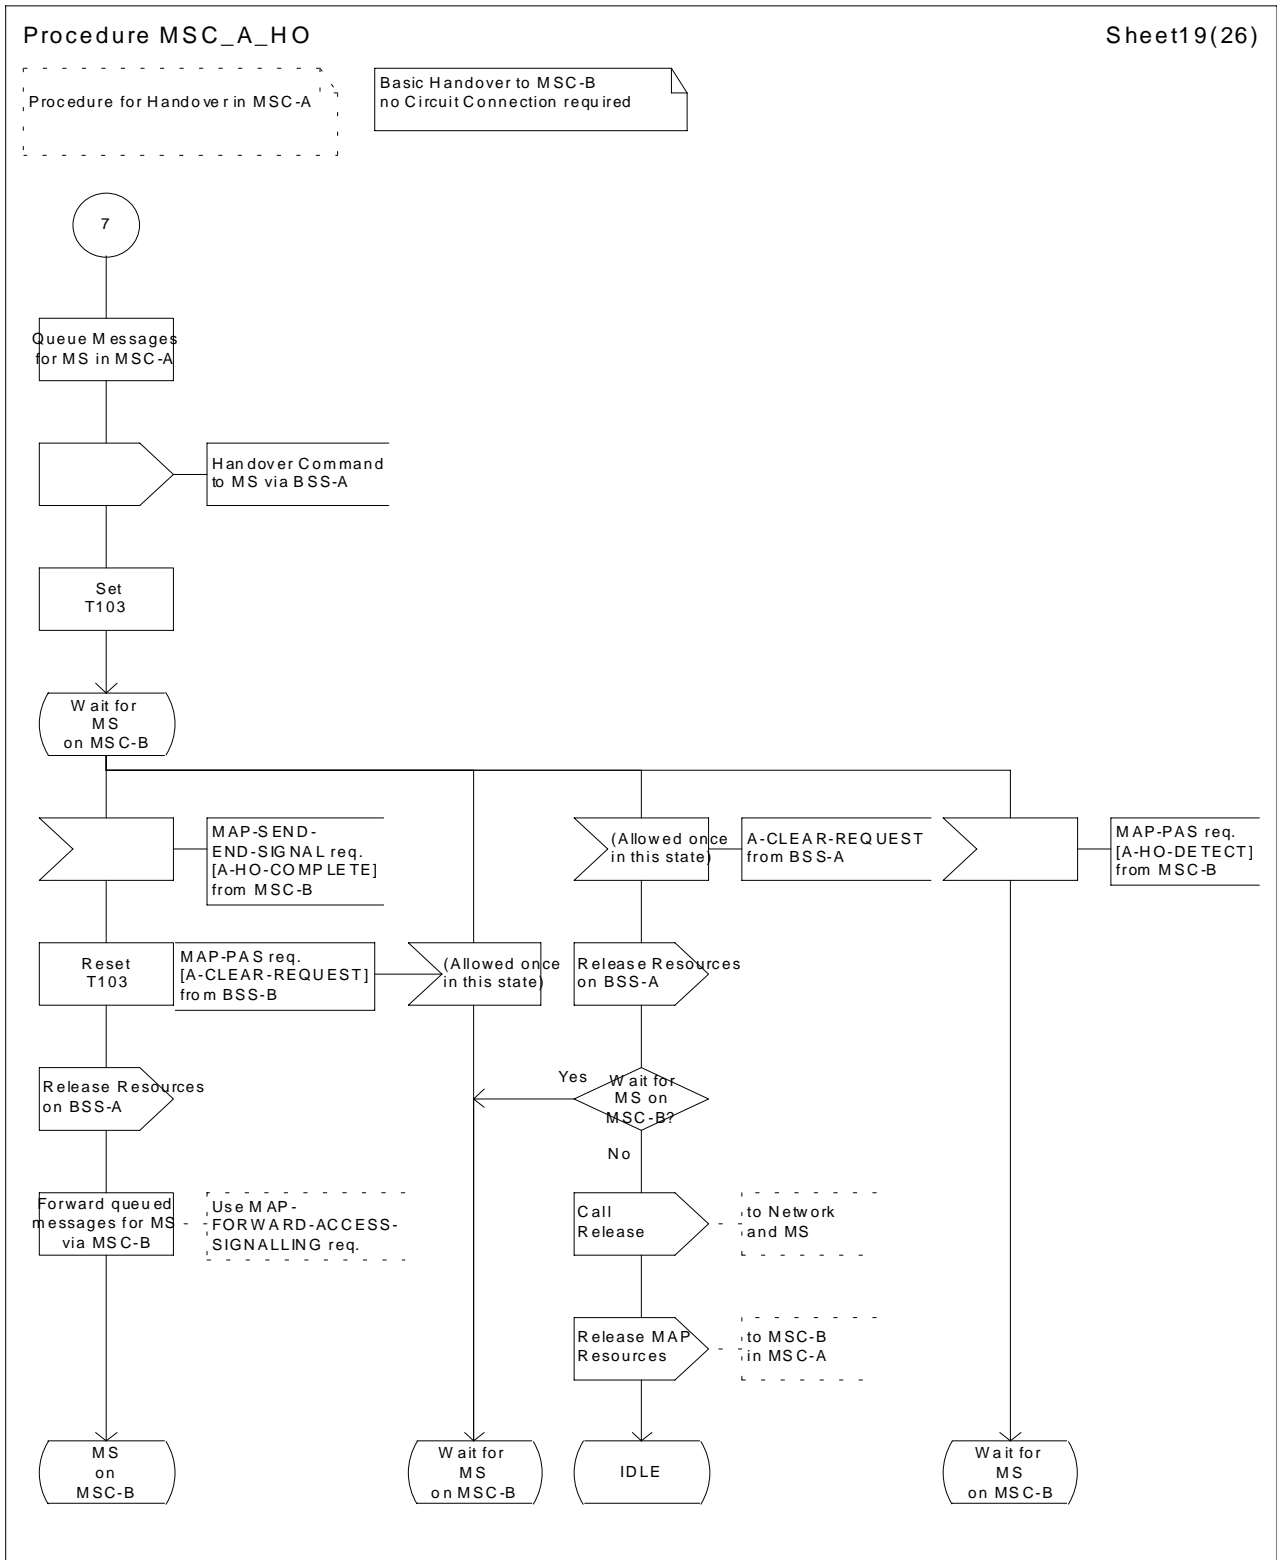 Procedure MSC_A_HO
Sheet19(26)
Procedure for Handover in MSC-A
Basic Handover to MSC-B
no Circuit Connection required
7
Queue Messages
for MS in MSC-A
Handover Command
to MS via BSS-A
Set
T103
Wait for
MS
on MSC-B
MAP-SEND-
END-SIGNAL req.
[A-HO-COMPLETE]
from MSC-B
(Allowed once
in this state)
A-CLEAR-REQUEST
from BSS-A
MAP-PAS req.
[A-HO-DETECT]
from MSC-B
Reset
T103
MAP-PAS req.
[A-CLEAR-REQUEST]
from BSS-B
(Allowed once
in this state)
Release Resources
on BSS-A
Release Resources
on BSS-A
Yes
Wait for
MS on
MSC-B?
No
Forward queued
messages for MS
via MSC-B
Use MAP-
FORWARD-ACCESS-
SIGNALLING req.
Call
Release
to Network
and MS
Release MAP
Resources
to MSC-B
in MSC-A
MS
on
MSC-B
Wait for
MS
on MSC-B
IDLE
Wait for
MS
on MSC-B